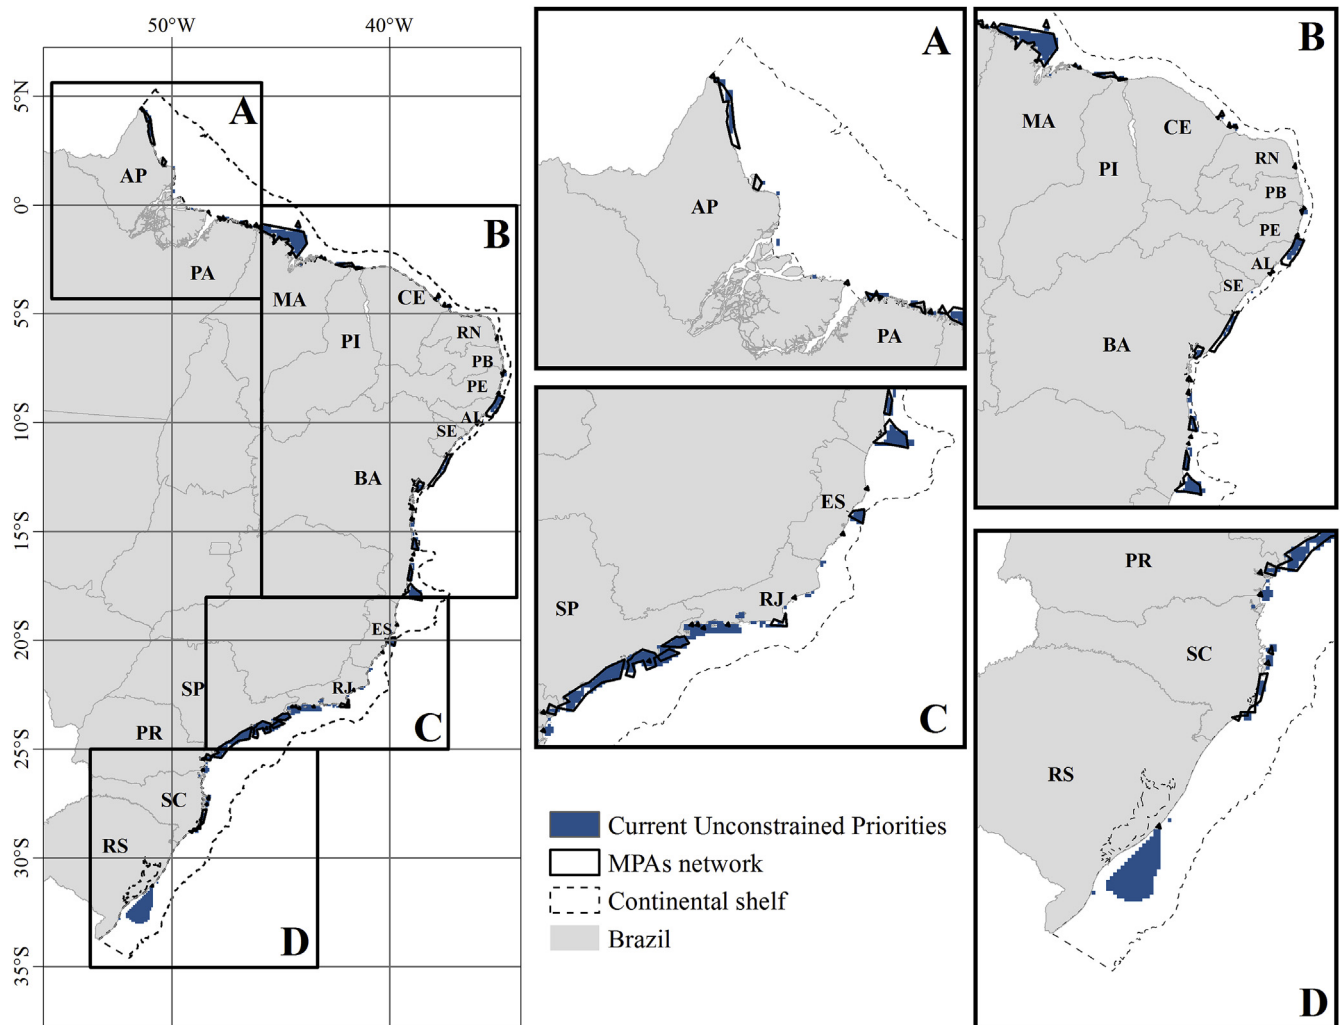 50°W
40°W
5°N
0°
5°S
10°S
15°S
20°S
25°S
30°S
35°S
A
AP
PA
B
MA
CE
PI
RN
PB
PE
AL
SE
BA
ES
SP
RJ
C
PR
SC
RS
D
A
AP
PA
B
MA
CE
PI
RN
PB
PE
AL
SE
BA
ES
RJ
SP
C
PR
SC
RS
D
Current Unconstrained Priorities
MPAs network
Continental shelf
Brazil